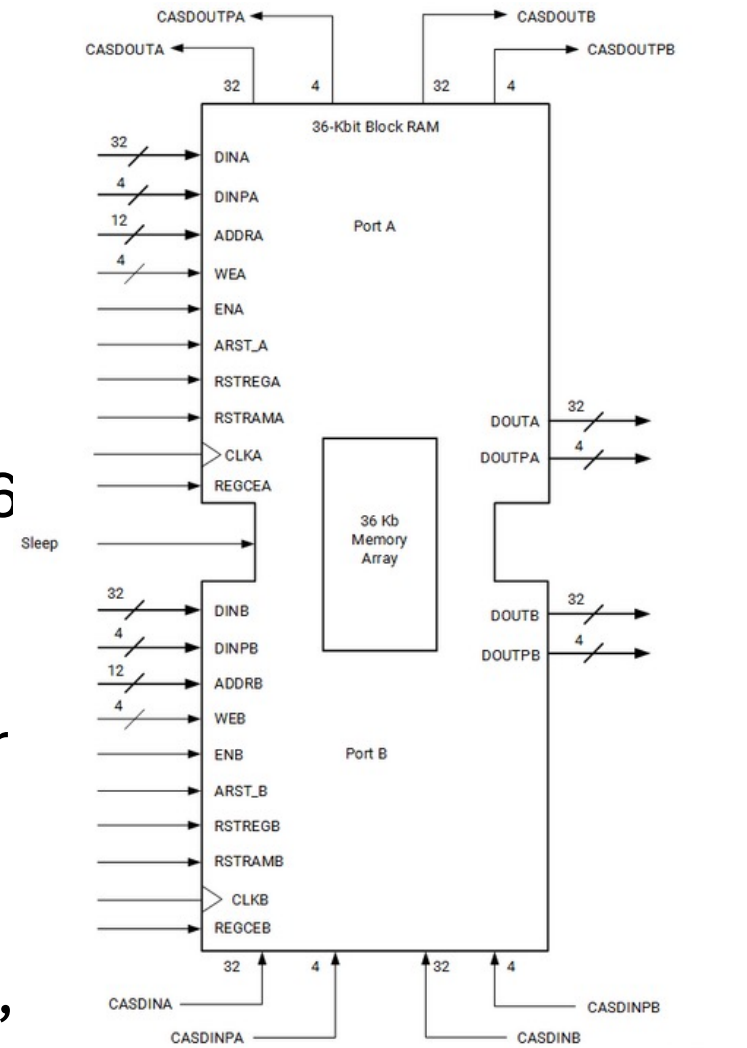 CASDOUTPA
CASDOUTB
CASDOUTA
CASDOUTPB
32 4 32 4
36-Kbit Block RAM
32
DINA
4
DINPA
Port A
12
ADDRA
4
WEA
ENA
ARST_A
RSTREGA
RSTRAMA
DOUTA 32
CLKA
DOUTPA 4
REGCEA
6
36 Kb
Memory
Array
Sleep
32
DINB
DOUTB 32
4
DINPB
DOUTPB 4
12
ADDRB
4
WEB
r
ENB
Port B
ARST_B
RSTREGB
RSTRAMB
CLKB
REGCEB
32 4 32 4
CASDINA
CASDINPB
,
CASDINPA
CASDINB